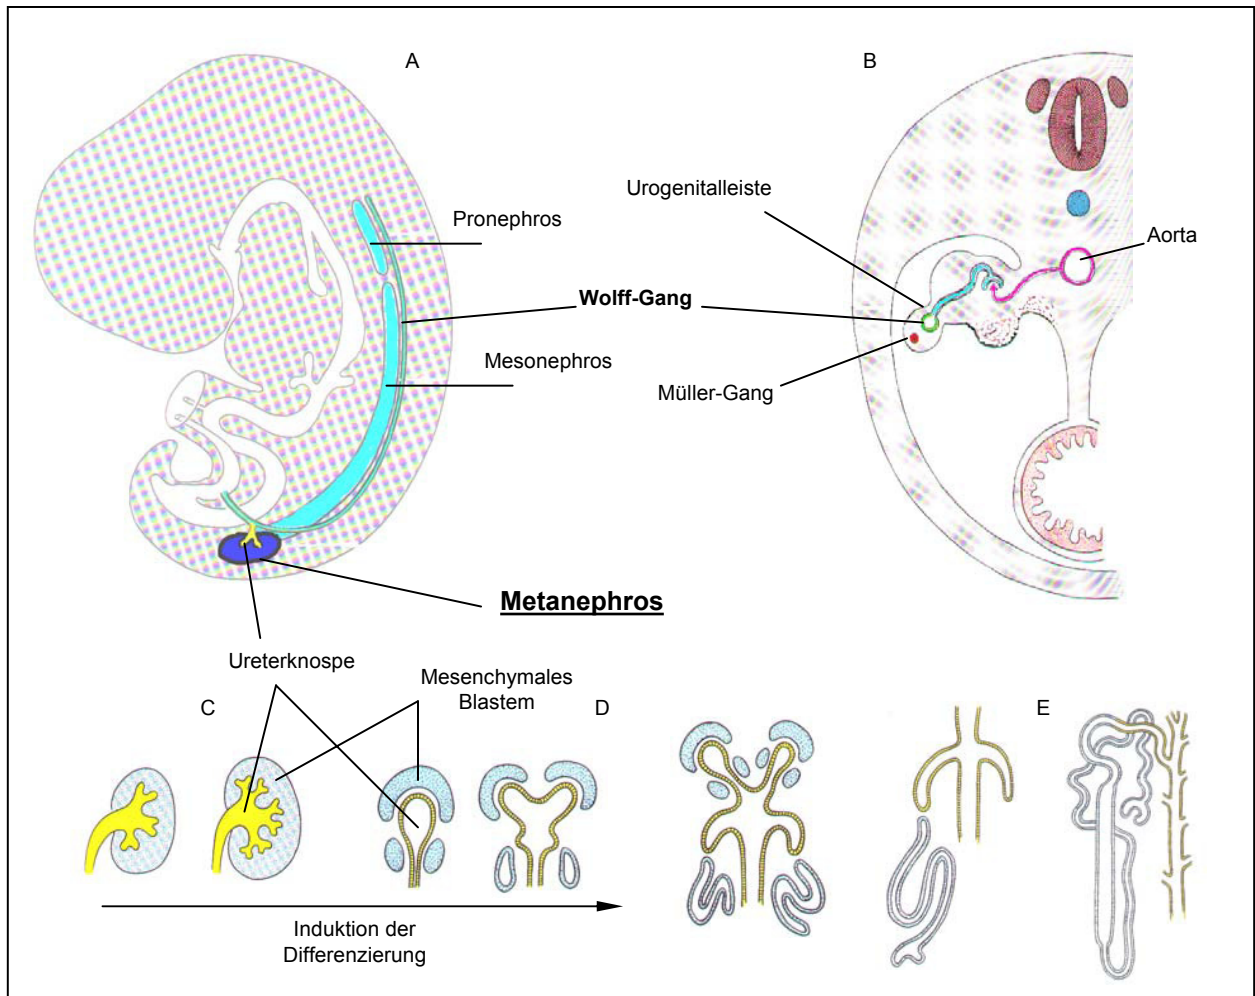 A
B
Urogenitalleiste
Pronephros
Aorta
Wolff-Gang
Mesonephros
Müller-Gang
Metanephros
Ureterknospe
Mesenchymales
Blastem
C
D
E
Induktion der
Differenzierung